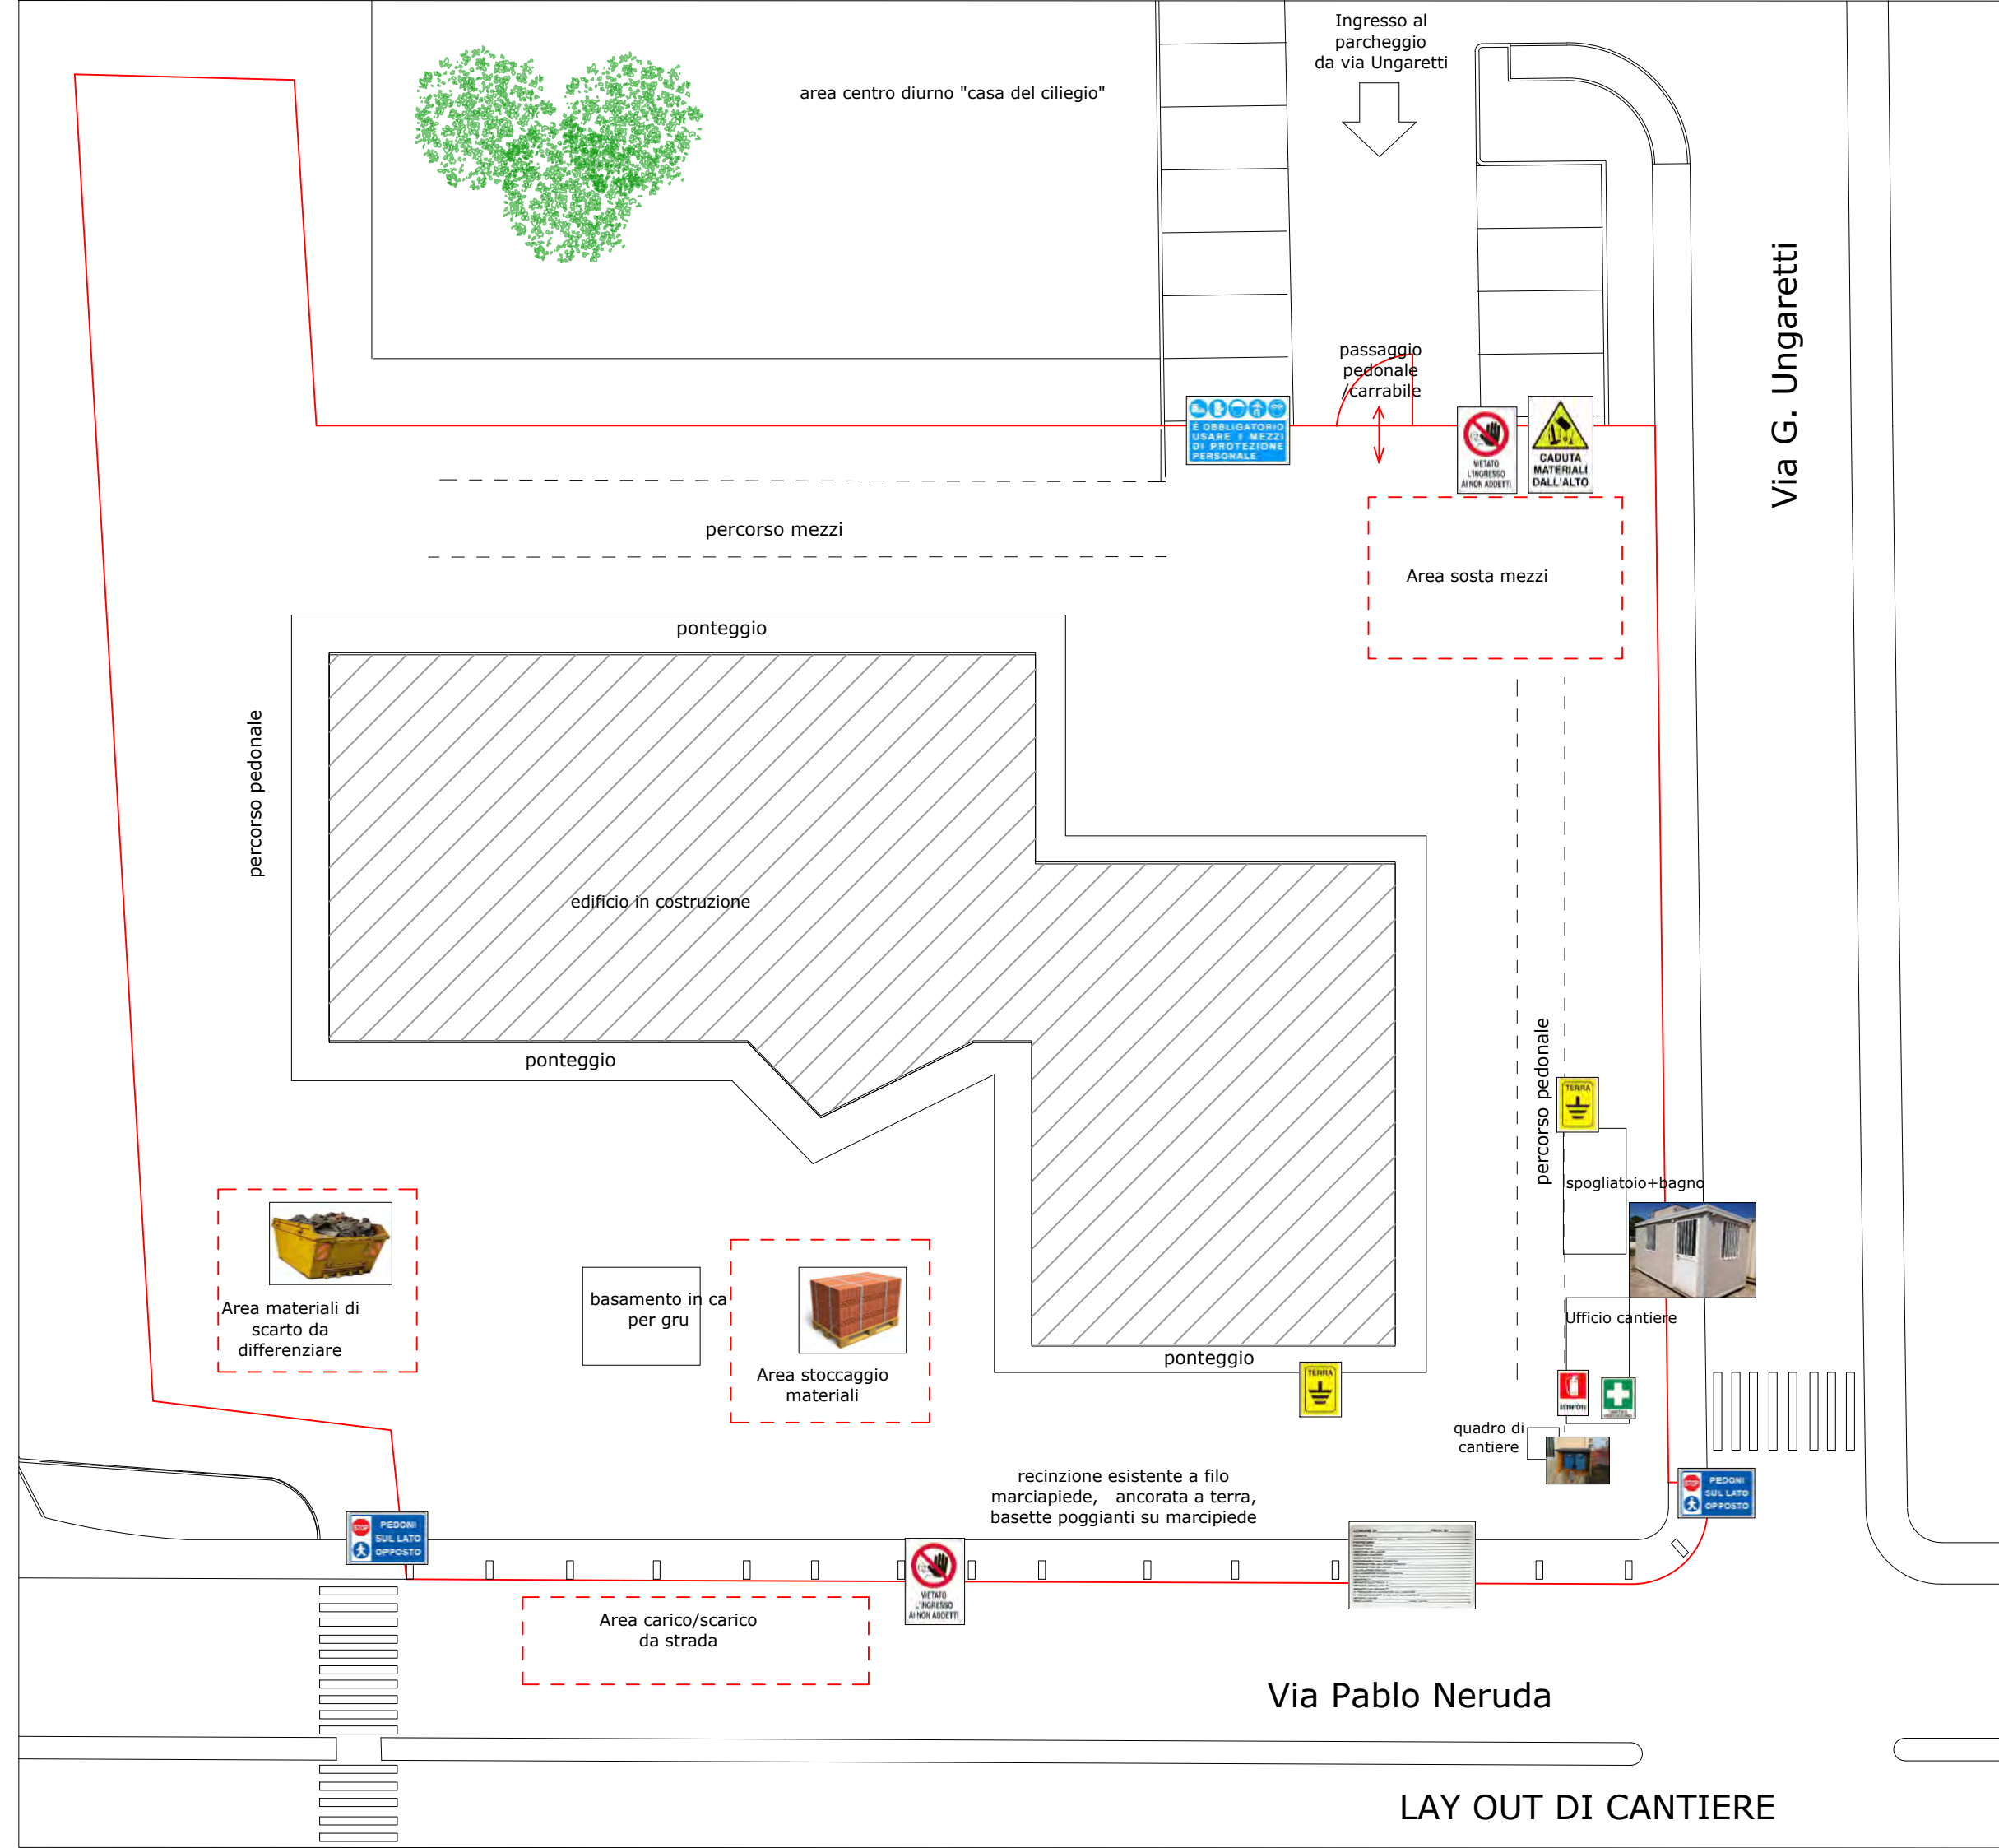 Ingresso al
parcheggio
da via Ungaretti
area centro diurno "casa del ciliegio"
Via G. Ungaretti
passaggio
pedonale
/carrabile
È OBBLIGATORIO
USARE I MEZZI
DI PROTEZIONE
PERSONALE
VIETATO
L'INGRESSO
AI NON ADDETTI
CADUTA
MATERIALI
DALL'ALTO
percorso mezzi
Area sosta mezzi
ponteggio
percorso pedonale
edificio in costruzione
ponteggio
percorso pedonale
TERRA
spogliatoio+bagno
Area materiali di
scarto da
differenziare
basamento in ca
per gru
Area stoccaggio
materiali
ponteggio
TERRA
Ufficio cantiere
ESTINTORE
quadro di
cantiere
recinzione esistente a filo
marciapiede, ancorata a terra,
basette poggianti su marcipiede
STOP
PEDONI
SUL LATO
OPPOSTO
STOP
PEDONI
SUL LATO
OPPOSTO
VIETATO
L'INGRESSO
AI NON ADDETTI
Area carico/scarico
da strada
Via Pablo Neruda
LAY OUT DI CANTIERE